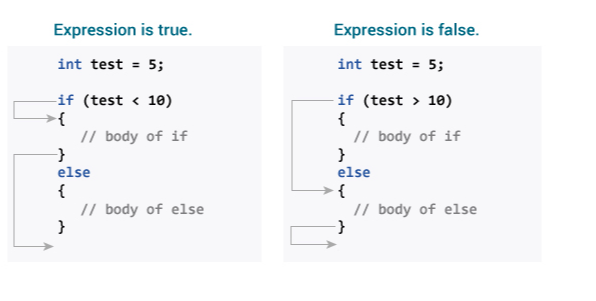 Expression is true.
int test = 5;
if (test < 10)
{
// body of if
}
else
{
// body of else
}
Expression is false.
int test = 5;
if (test > 10)
{
// body of if
}
else
{
// body of else
}